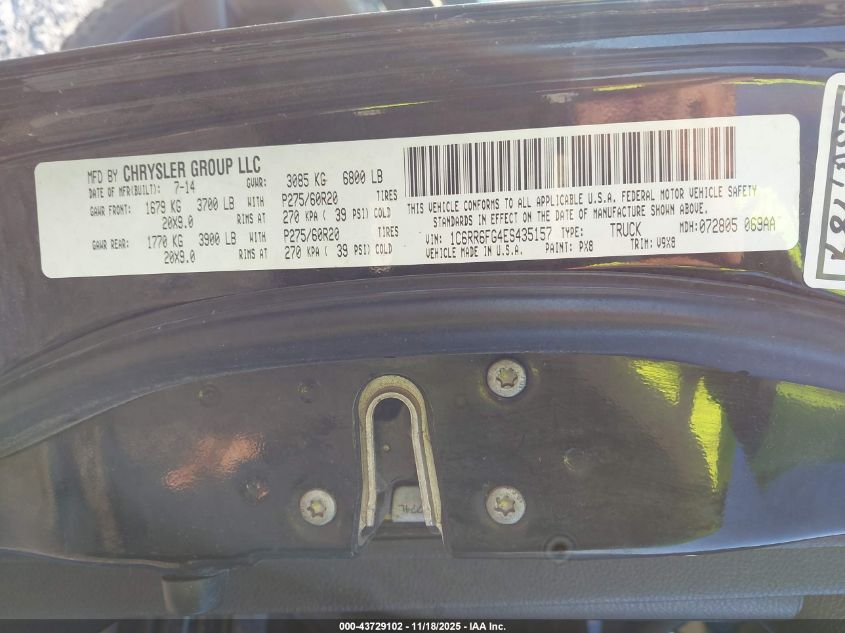 MFD BY CHRYSLER GROUP LLC
DATE OF MFR(BUILT): 7-14 GVWR: 3085 KG 6800 LB
GAWR FRONT: 1679 KG 3700 LB WITH P275/60R20 TIRES
20X9.0 RIMS AT 270 KPA ( 39 PSI) COLD
GAWR REAR: 1770 KG 3900 LB WITH P275/60R20 TIRES
20X9.0 RIMS AT 270 KPA ( 39 PSI) COLD
THIS VEHICLE CONFORMS TO ALL APPLICABLE U.S.A. FEDERAL MOTOR VEHICLE SAFETY
STANDARDS IN EFFECT ON THE DATE OF MANUFACTURE SHOWN ABOVE.
VIN: 1C6RR6FG4ES435157 TYPE: TRUCK MDH: 072805 069AA
VEHICLE MADE IN U.S.A. PAINT: PX8 TRIM: V9X8
000-43729102 - 11/18/2025 - IAA Inc.